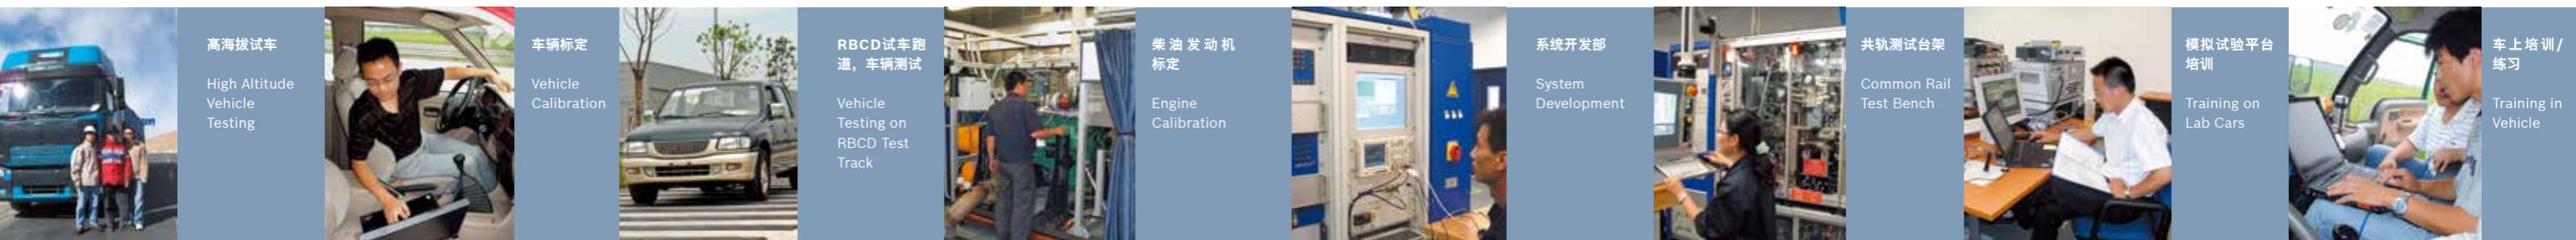 高海拔试车
High Altitude
Vehicle
Testing
车辆标定
Vehicle
Calibration
RBCD试车跑
道，车辆测试
Vehicle
Testing on
RBCD Test
Track
柴油发动机
标定
Engine
Calibration
系统开发部
System
Development
共轨测试台架
Common Rail
Test Bench
模拟试验平台
培训
Training on
Lab Cars
车上培训/
练习
Training in
Vehicle